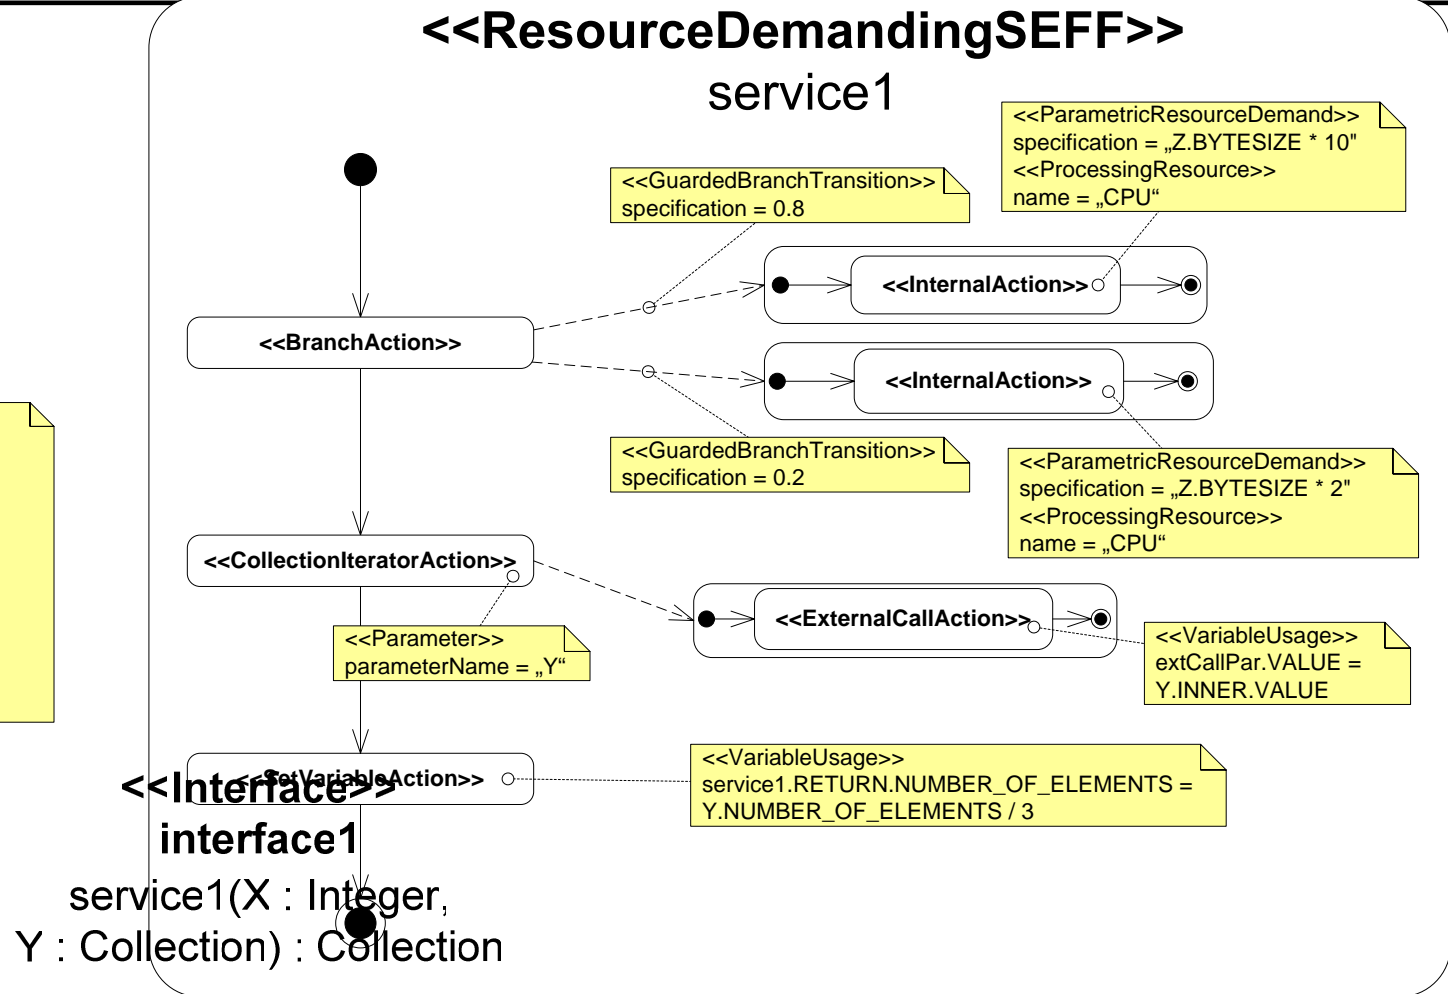 <<ResourceDemandingSEFF>>
service1
<<ParametricResourceDemand>>
specification = „Z.BYTESIZE * 10"
<<ProcessingResource>>
name = „CPU“
<<GuardedBranchTransition>>
specification = 0.8
<<InternalAction>>
<<BranchAction>>
<<InternalAction>>
<<GuardedBranchTransition>>
specification = 0.2
<<ParametricResourceDemand>>
specification = „Z.BYTESIZE * 2"
<<ProcessingResource>>
name = „CPU“
<<CollectionIteratorAction>>
<<Parameter>>
parameterName = „Y“
<<ExternalCallAction>>
<<VariableUsage>>
extCallPar.VALUE =
Y.INNER.VALUE
<<SetVariableAction>>
<<VariableUsage>>
service1.RETURN.NUMBER_OF_ELEMENTS =
Y.NUMBER_OF_ELEMENTS / 3
<<Interface>>
interface1
service1(X : Integer,
Y : Collection) : Collection